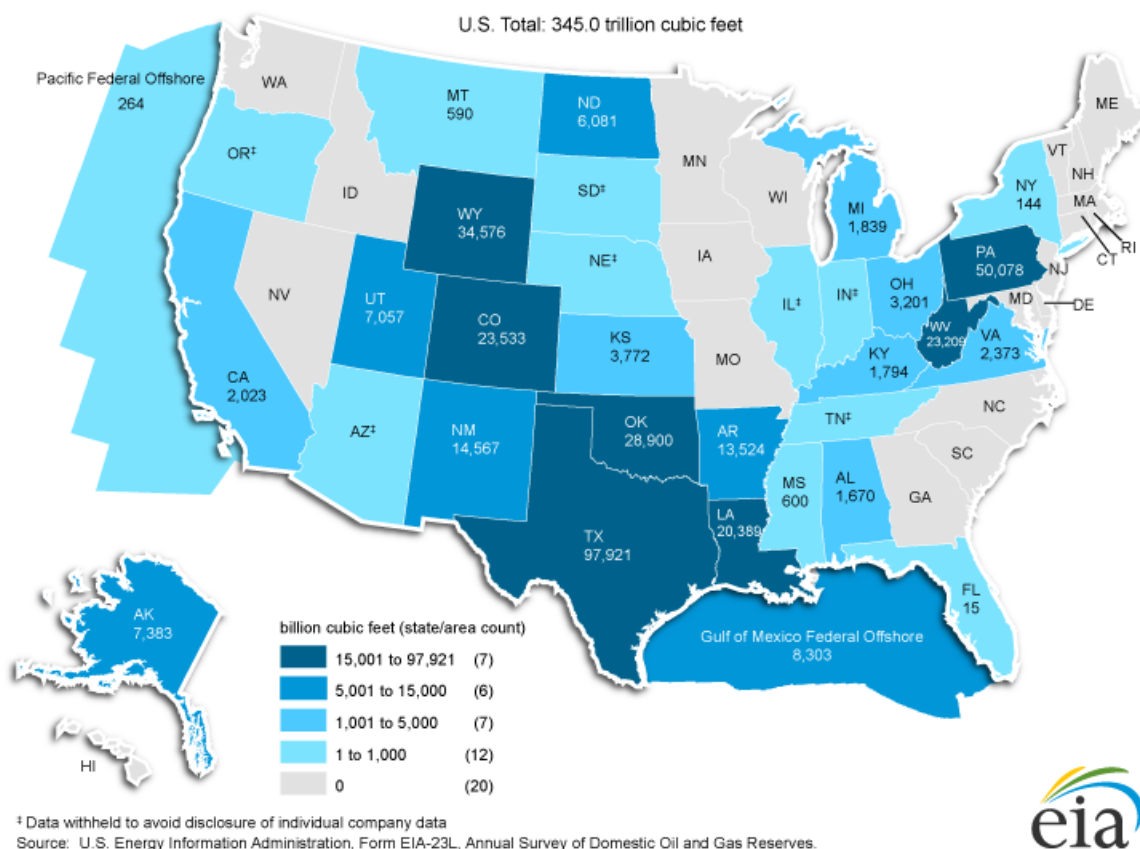 U.S. Total: 345.0 trillion cubic feet
Pacific Federal Offshore
264
WA
OR‡
CA
2,023
ID
NV
MT
590
WY
34,576
UT
7,057
CO
23,533
AZ‡
NM
14,567
ND
6,081
SD‡
NE‡
KS
3,772
OK
28,900
TX
97,921
MN
IA
MO
AR
13,524
LA
20,389
WI
IL‡
MI
1,839
IN‡
OH
3,201
KY
1,794
TN‡
MS
600
AL
1,670
GA
FL
15
SC
NC
VA
2,373
WV
23,209
PA
50,078
NY
144
ME
VT
NH
MA
RI
CT
NJ
MD
DE
Gulf of Mexico Federal Offshore
8,303
AK
7,383
HI
billion cubic feet (state/area count)
15,001 to 97,921 (7)
5,001 to 15,000 (6)
1,001 to 5,000 (7)
1 to 1,000 (12)
0 (20)
‡ Data withheld to avoid disclosure of individual company data
Source: U.S. Energy Information Administration, Form EIA-23L, Annual Survey of Domestic Oil and Gas Reserves.
eia